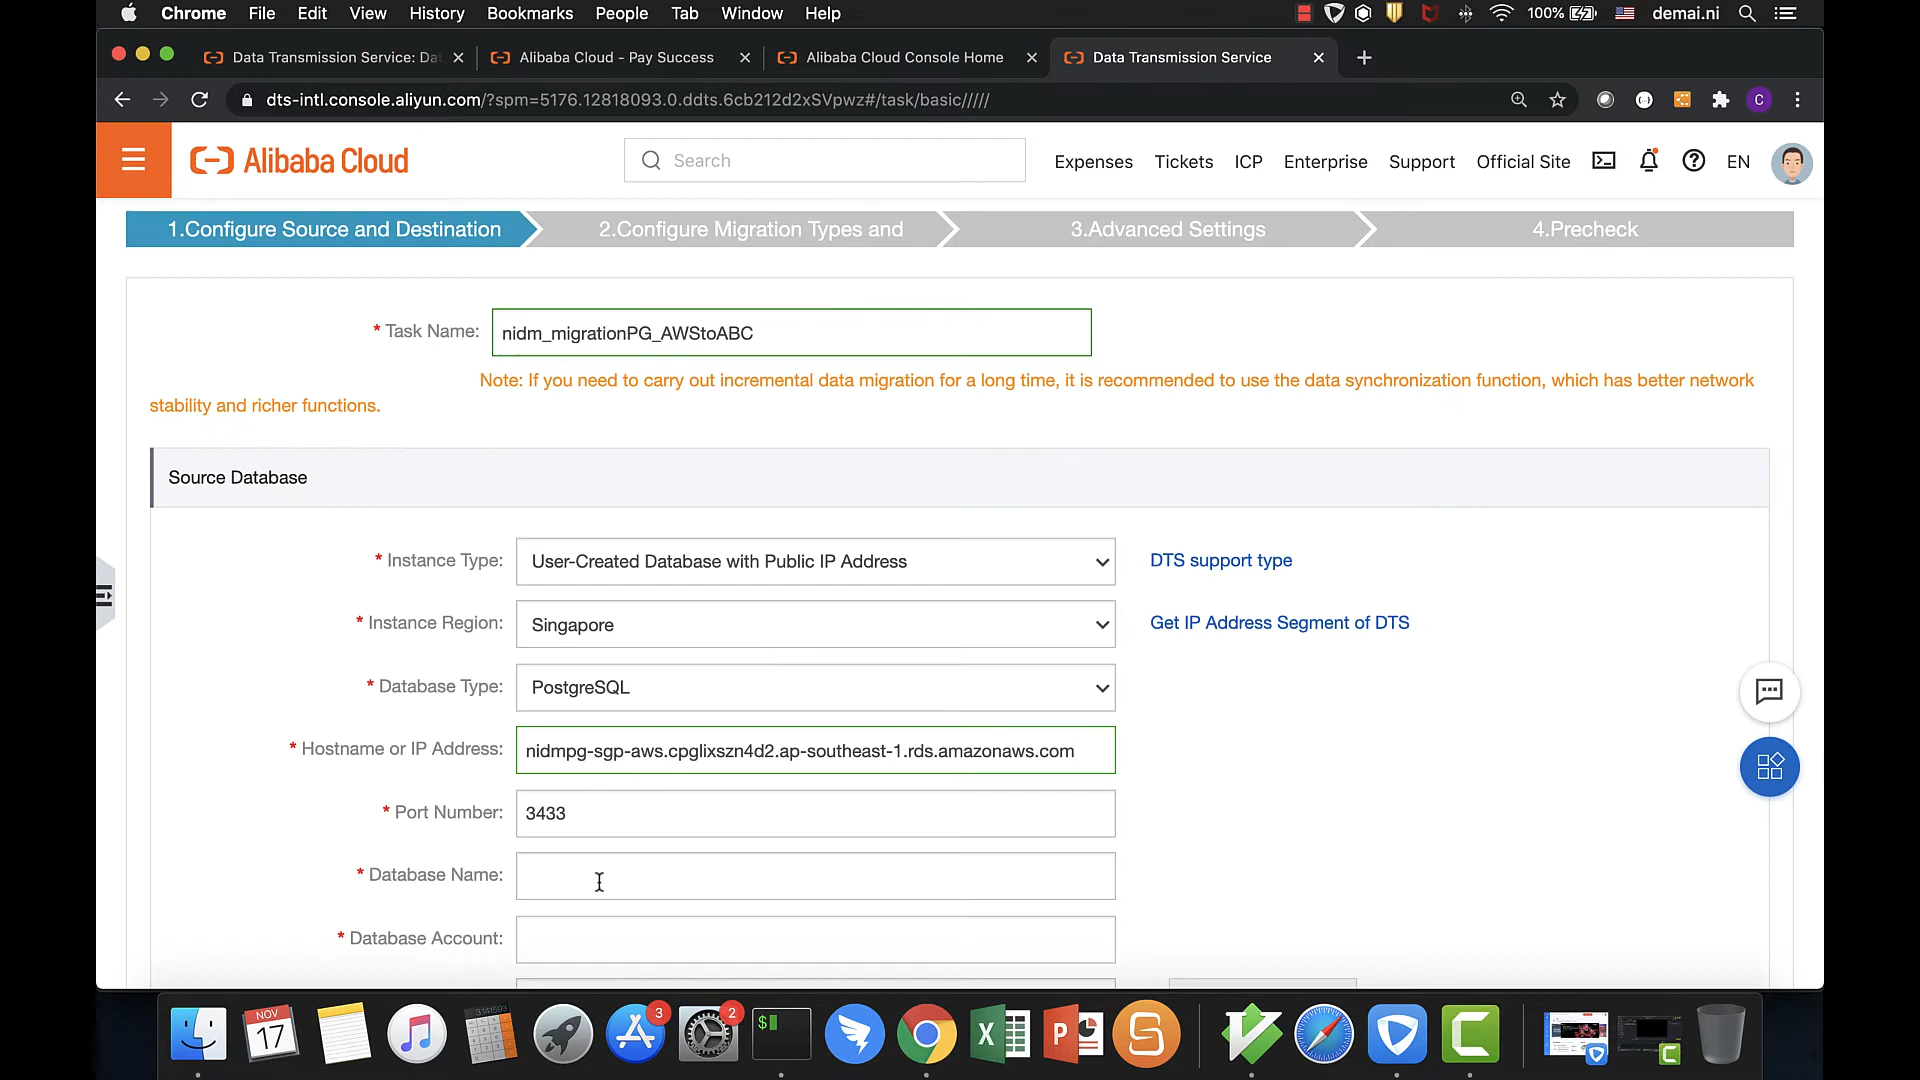 Chrome File Edit View History Bookmarks People Tab Window Help 100% demai.ni
Data Transmission Service: Dat Alibaba Cloud - Pay Success Alibaba Cloud Console Home Data Transmission Service
dts-intl.console.aliyun.com/?spm=5176.12818093.0.ddts.6cb212d2xSVpwz#/task/basic///// C
Alibaba Cloud Search Expenses Tickets ICP Enterprise Support Official Site EN
1.Configure Source and Destination 2.Configure Migration Types and 3.Advanced Settings 4.Precheck
* Task Name: nidm_migrationPG_AWStoABC
Note: If you need to carry out incremental data migration for a long time, it is recommended to use the data synchronization function, which has better network
stability and richer functions.
Source Database
* Instance Type: User-Created Database with Public IP Address DTS support type
* Instance Region: Singapore Get IP Address Segment of DTS
* Database Type: PostgreSQL
* Hostname or IP Address: nidmpg-sgp-aws.cpglixszn4d2.ap-southeast-1.rds.amazonaws.com
* Port Number: 3433
* Database Name:
* Database Account:
NOV
17
3
2
$